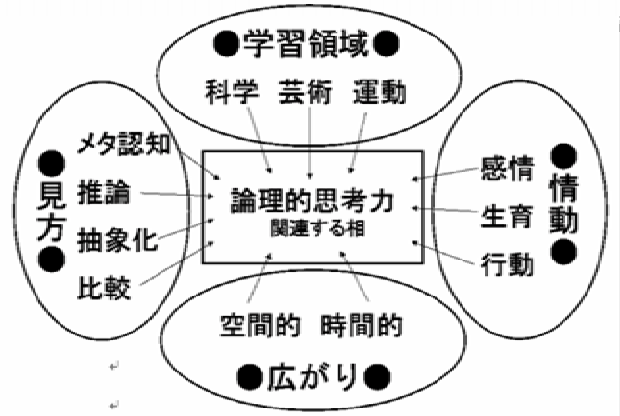 ●学習領域●
科学 芸術 運動
●見方●
メタ認知
推論
抽象化
比較
論理的思考力
関連する相
感情
生育
行動
●情動●
空間的 時間的
●広がり●